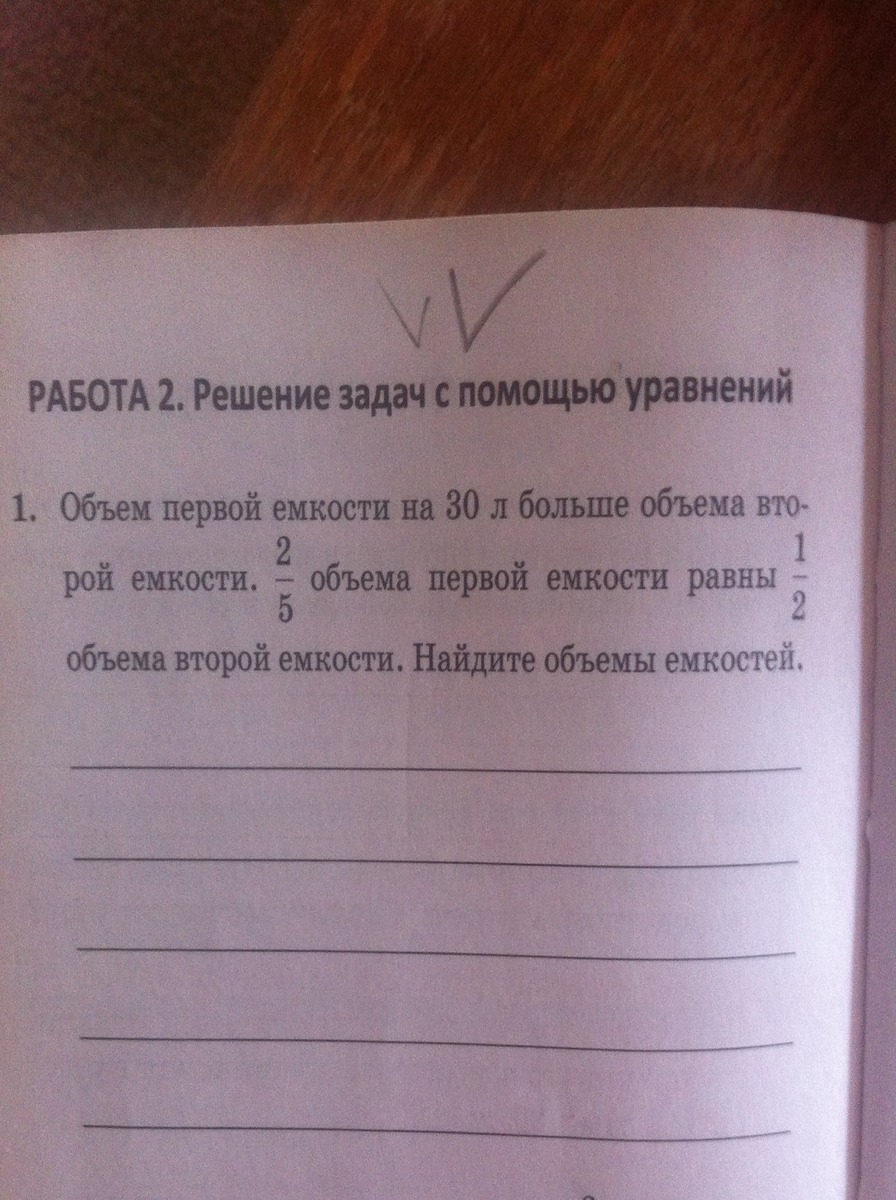 РАБОТА 2. Решение задач с помощью уравнений
1. Объем первой емкости на 30 л больше объема вто-
рой емкости. 2/5 объема первой емкости равны 1/2
объема второй емкости. Найдите объемы емкостей.